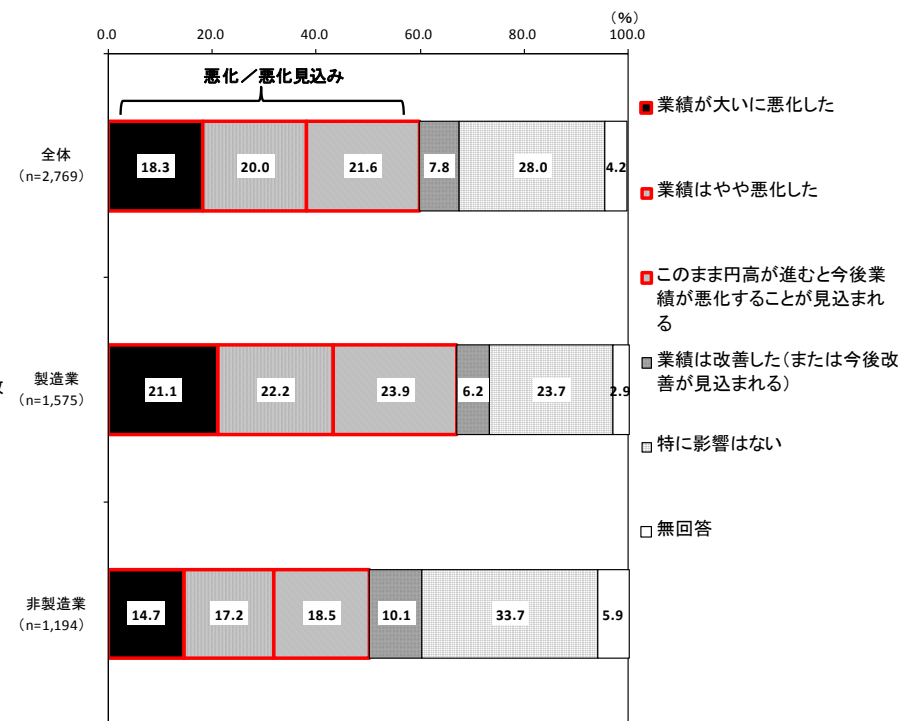 (%)
0.0 20.0 40.0 60.0 80.0 100.0
悪化／悪化見込み
全体
(n=2,769)
18.3 20.0 21.6 7.8 28.0 4.2
製造業
(n=1,575)
21.1 22.2 23.9 6.2 23.7 2.9
非製造業
(n=1,194)
14.7 17.2 18.5 10.1 33.7 5.9
業績が大いに悪化した
業績はやや悪化した
このまま円高が進むと今後業
績が悪化することが見込まれ
る
業績は改善した(または今後改
善が見込まれる)
特に影響はない
無回答